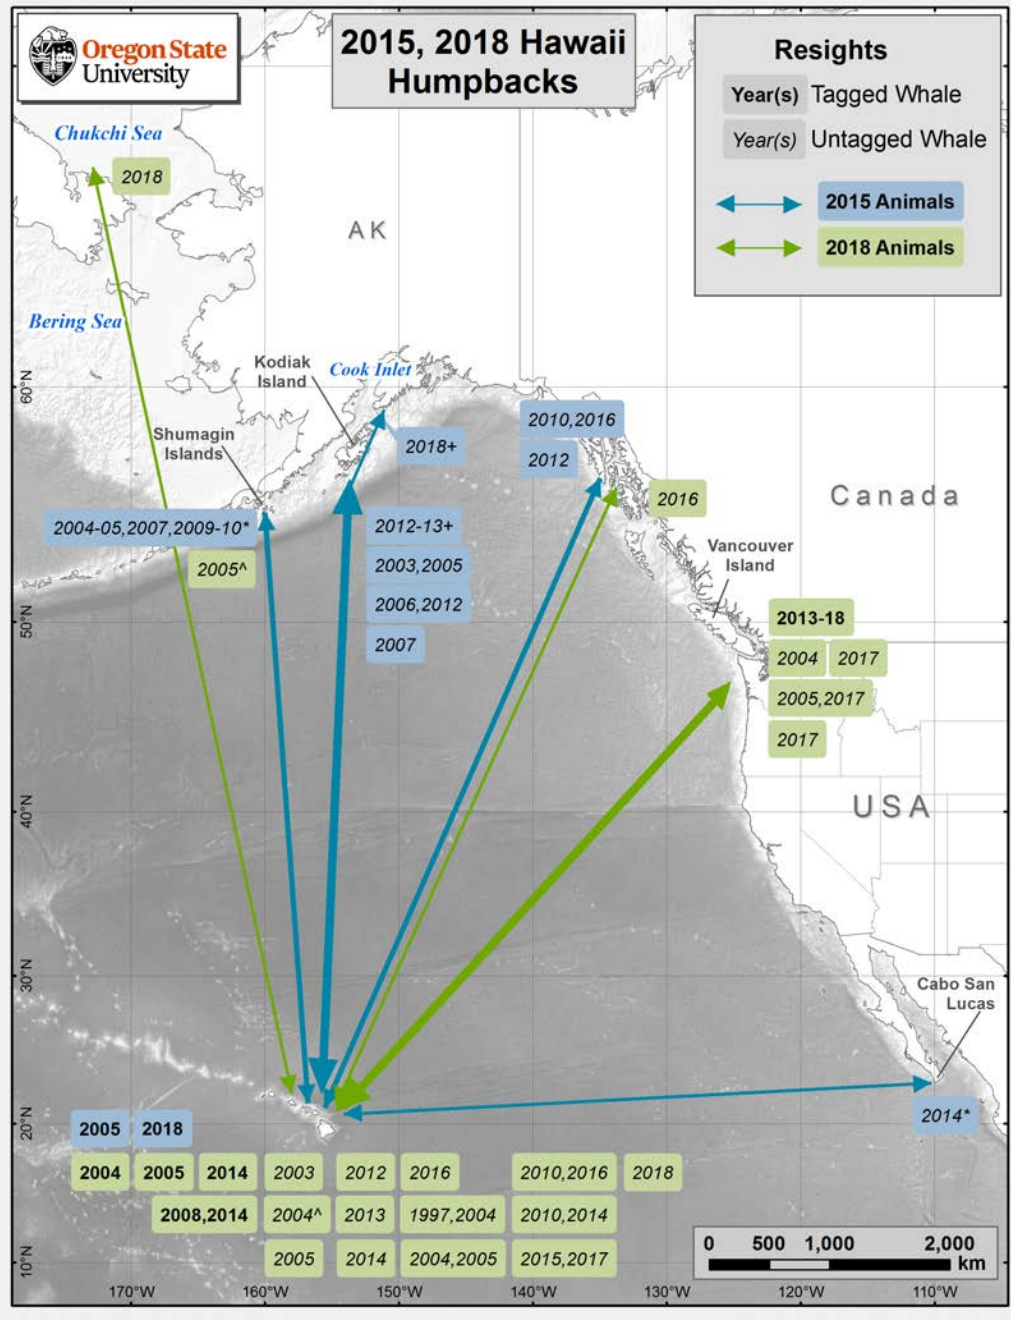 Oregon State
University
2015, 2018 Hawaii
Humpbacks
Resights
Year(s) Tagged Whale
Year(s) Untagged Whale
2015 Animals
2018 Animals
Chukchi Sea
2018
AK
Bering Sea
Kodiak
Island
Cook Inlet
60°N
Shumagin
Islands
2018+
2010,2016
2012
2016
Canada
2004-05,2007,2009-10*
2005^
2012-13+
2003,2005
2006,2012
2007
Vancouver
Island
50°N
2013-18
2004 2017
2005,2017
2017
USA
40°N
30°N
Cabo San
Lucas
2014*
20°N
2005 2018
2004 2005 2014 2003 2012 2016 2010,2016 2018
2008,2014 2004^ 2013 1997,2004 2010,2014
2005 2014 2004,2005 2015,2017
0 500 1,000 2,000
km
10°N
170°W 160°W 150°W 140°W 130°W 120°W 110°W